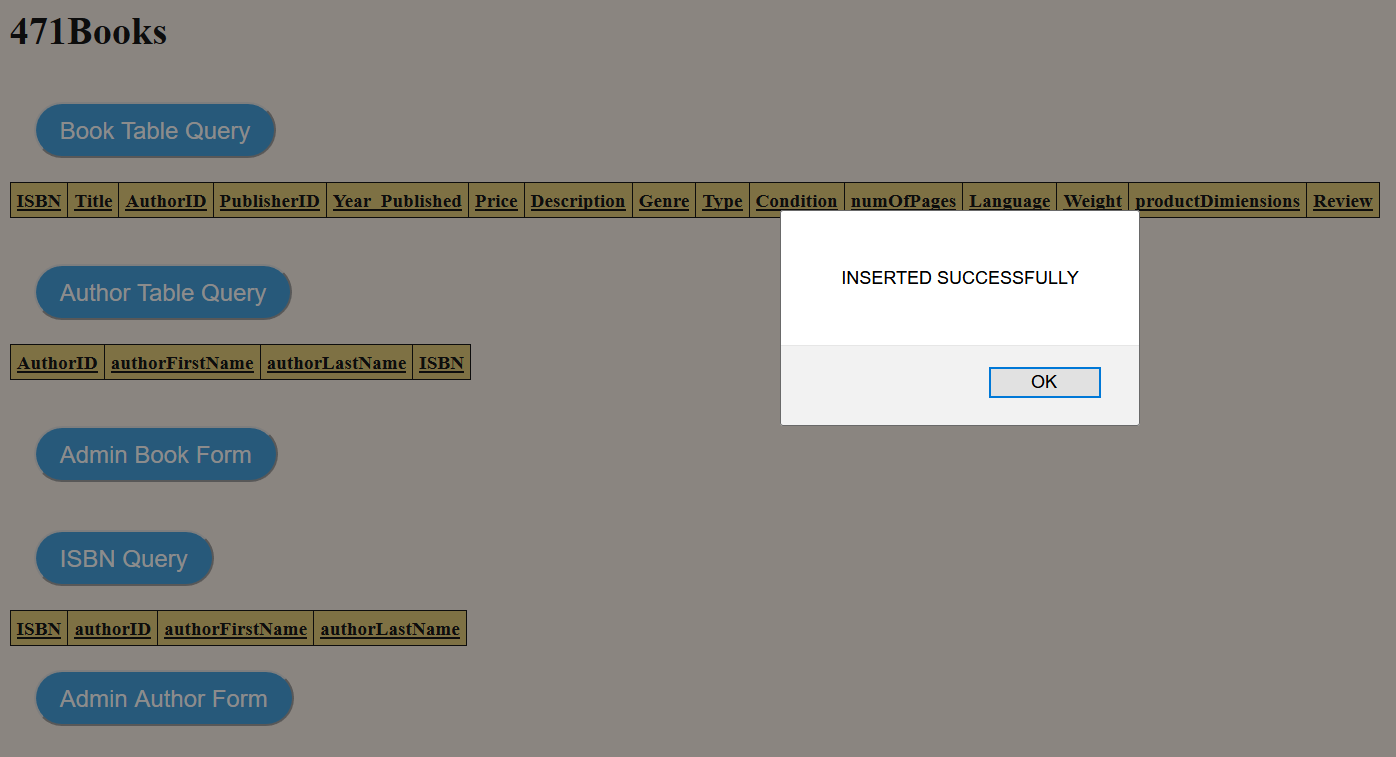 471Books
Book Table Query
ISBN Title AuthorID PublisherID Year_Published Price Description Genre Type Condition numOfPages Language Weight productDimiensions Review
INSERTED SUCCESSFULLY
OK
Author Table Query
AuthorID authorFirstName authorLastName ISBN
Admin Book Form
ISBN Query
ISBN authorID authorFirstName authorLastName
Admin Author Form